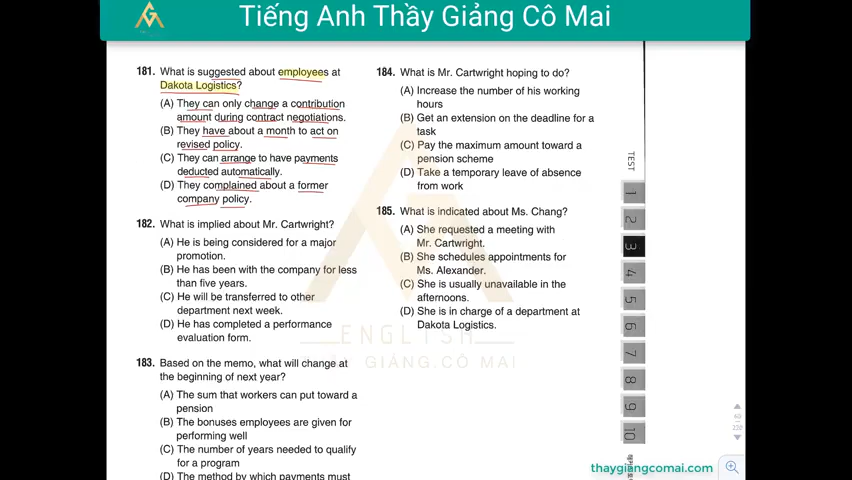 Tiếng Anh Thầy Giảng Cô Mai
181. What is suggested about employees at
Dakota Logistics?
(A) They can only change a contribution
amount during contract negotiations.
(B) They have about a month to act on
revised policy.
(C) They can arrange to have payments
deducted automatically.
(D) They complained about a former
company policy.
182. What is implied about Mr. Cartwright?
(A) He is being considered for a major
promotion.
(B) He has been with the company for less
than five years.
(C) He will be transferred to other
department next week.
(D) He has completed a performance
evaluation form.
183. Based on the memo, what will change at
the beginning of next year?
(A) The sum that workers can put toward a
pension
(B) The bonuses employees are given for
performing well
(C) The number of years needed to qualify
for a program
(D) The method by which payments must
184. What is Mr. Cartwright hoping to do?
(A) Increase the number of his working
hours
(B) Get an extension on the deadline for a
task
(C) Pay the maximum amount toward a
pension scheme
(D) Take a temporary leave of absence
from work
185. What is indicated about Ms. Chang?
(A) She requested a meeting with
Mr. Cartwright.
(B) She schedules appointments for
Ms. Alexander.
(C) She is usually unavailable in the
afternoons.
(D) She is in charge of a department at
Dakota Logistics.
ENGLISH
GIẢNG.CÔ MAI
TEST
1
2
3
4
5
6
7
8
9
10
thaygiangcomai.com